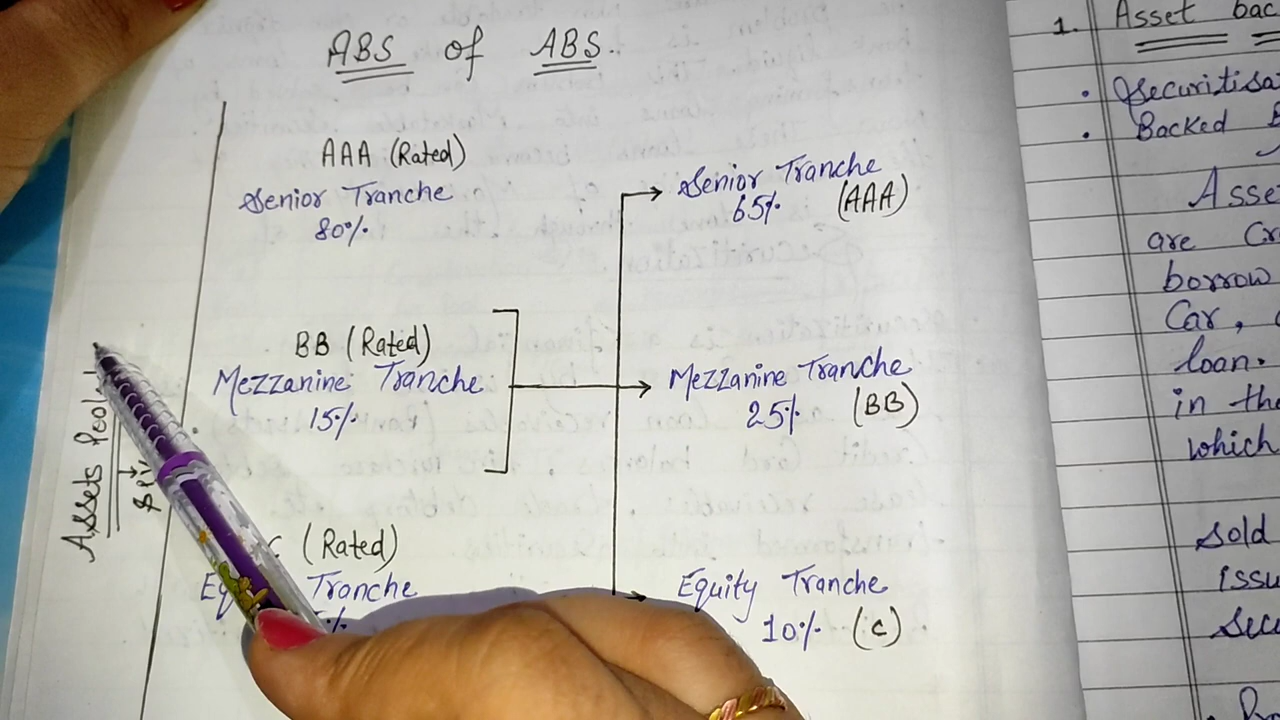 ABS of ABS.
AAA (Rated)
Senior Tranche
80%
BB (Rated)
Mezzanine Tranche
15%
(Rated)
Tranche
Senior Tranche
65% (AAA)
Mezzanine Tranche
25% (BB)
Equity Tranche
10% (C)
Assets Pool
1. Asset bac
• Securitisa
• Backed B
Asse
are Cr
borrow
Car,
loan.
in the
which
sold
issu
secu